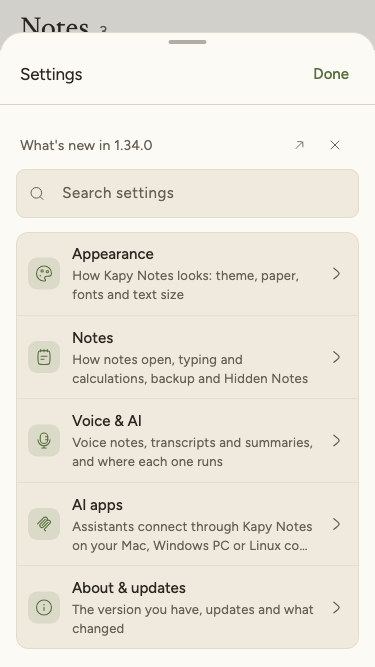 Notes 3
Settings
Done
What's new in 1.34.0
Search settings
Appearance
How Kapy Notes looks: theme, paper,
fonts and text size
Notes
How notes open, typing and
calculations, backup and Hidden Notes
Voice & AI
Voice notes, transcripts and summaries,
and where each one runs
AI apps
Assistants connect through Kapy Notes
on your Mac, Windows PC or Linux co...
About & updates
The version you have, updates and what
changed